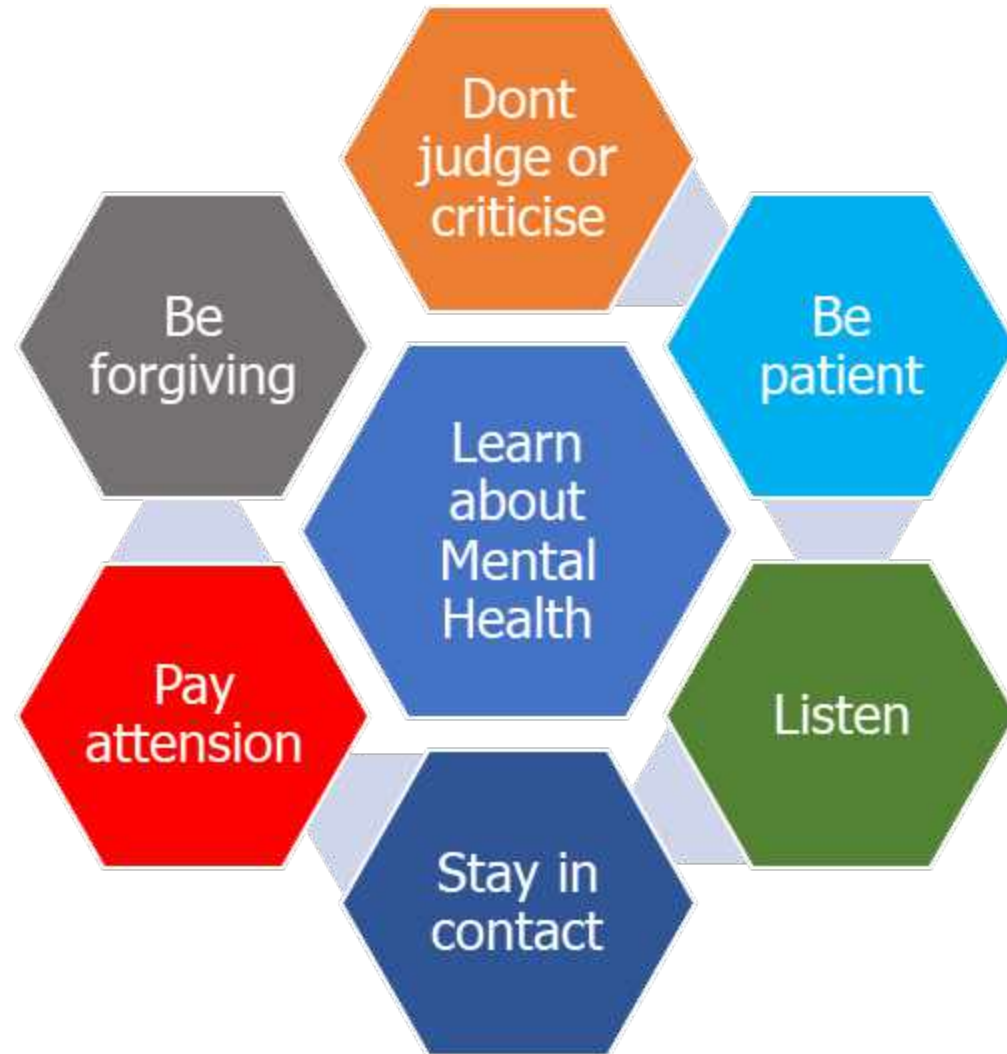 Dont
judge or
criticise
Be
patient
Listen
Stay in
contact
Pay
attension
Be
forgiving
Learn
about
Mental
Health